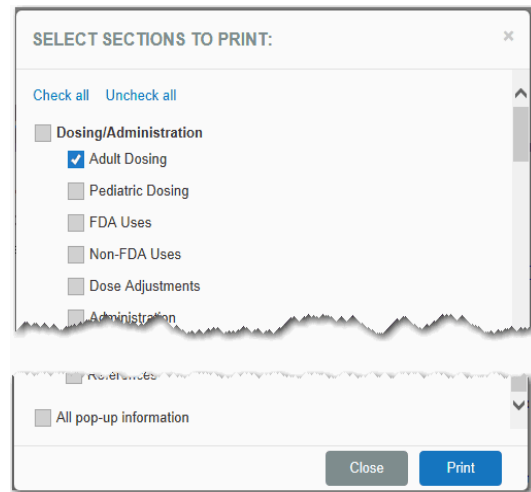 SELECT SECTIONS TO PRINT:
×
Check all Uncheck all
Dosing/Administration
Adult Dosing
Pediatric Dosing
FDA Uses
Non-FDA Uses
Dose Adjustments
Administration
References
All pop-up information
Close Print